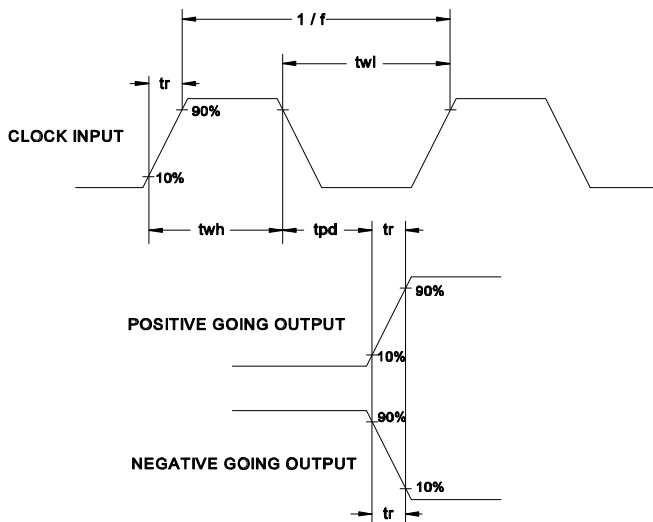 1 / f
twl
tr
90%
CLOCK INPUT
10%
twh
tpd
tr
90%
POSITIVE GOING OUTPUT
10%
90%
NEGATIVE GOING OUTPUT
10%
tr